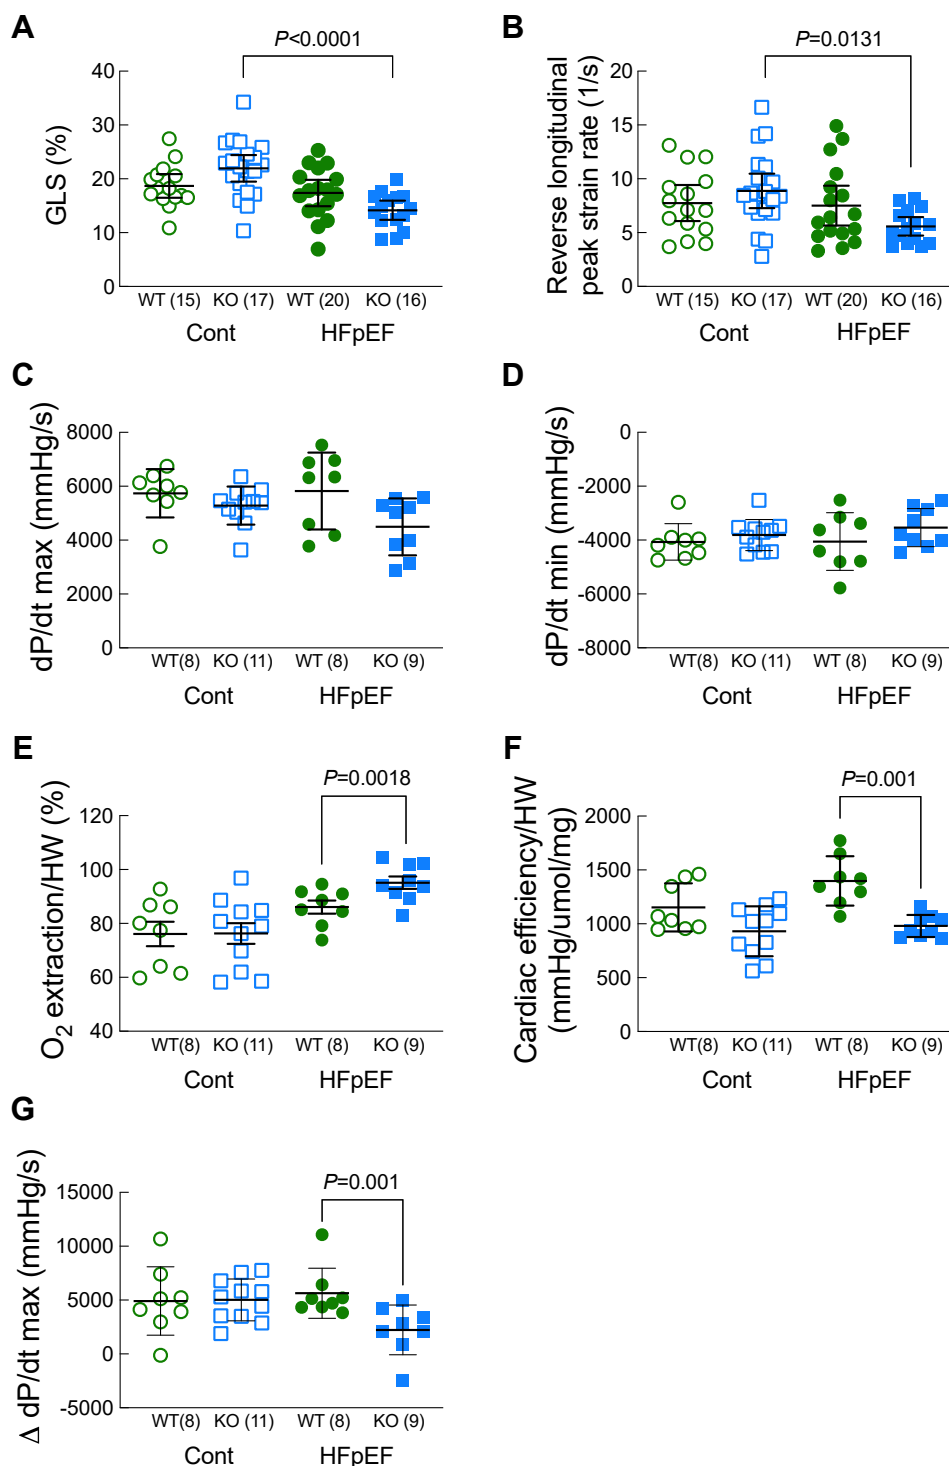 A
P<0.0001
GLS (%)
40
30
20
10
0
WT (15) KO (17) WT (20) KO (16)
Cont HFpEF
B
P=0.0131
Reverse longitudinal
peak strain rate (1/s)
20
15
10
5
0
WT (15) KO (17) WT (20) KO (16)
Cont HFpEF
C
dP/dt max (mmHg/s)
8000
6000
4000
2000
0
WT(8) KO (11) WT (8) KO (9)
Cont HFpEF
D
dP/dt min (mmHg/s)
0
-2000
-4000
-6000
-8000
WT(8) KO (11) WT (8) KO (9)
Cont HFpEF
E
P=0.0018
O2 extraction/HW (%)
120
100
80
60
40
WT(8) KO (11) WT (8) KO (9)
Cont HFpEF
F
P=0.001
Cardiac efficiency/HW
(mmHg/umol/mg)
2000
1500
1000
500
0
WT(8) KO (11) WT (8) KO (9)
Cont HFpEF
G
P=0.001
Δ dP/dt max (mmHg/s)
15000
10000
5000
0
-5000
WT(8) KO (11) WT (8) KO (9)
Cont HFpEF